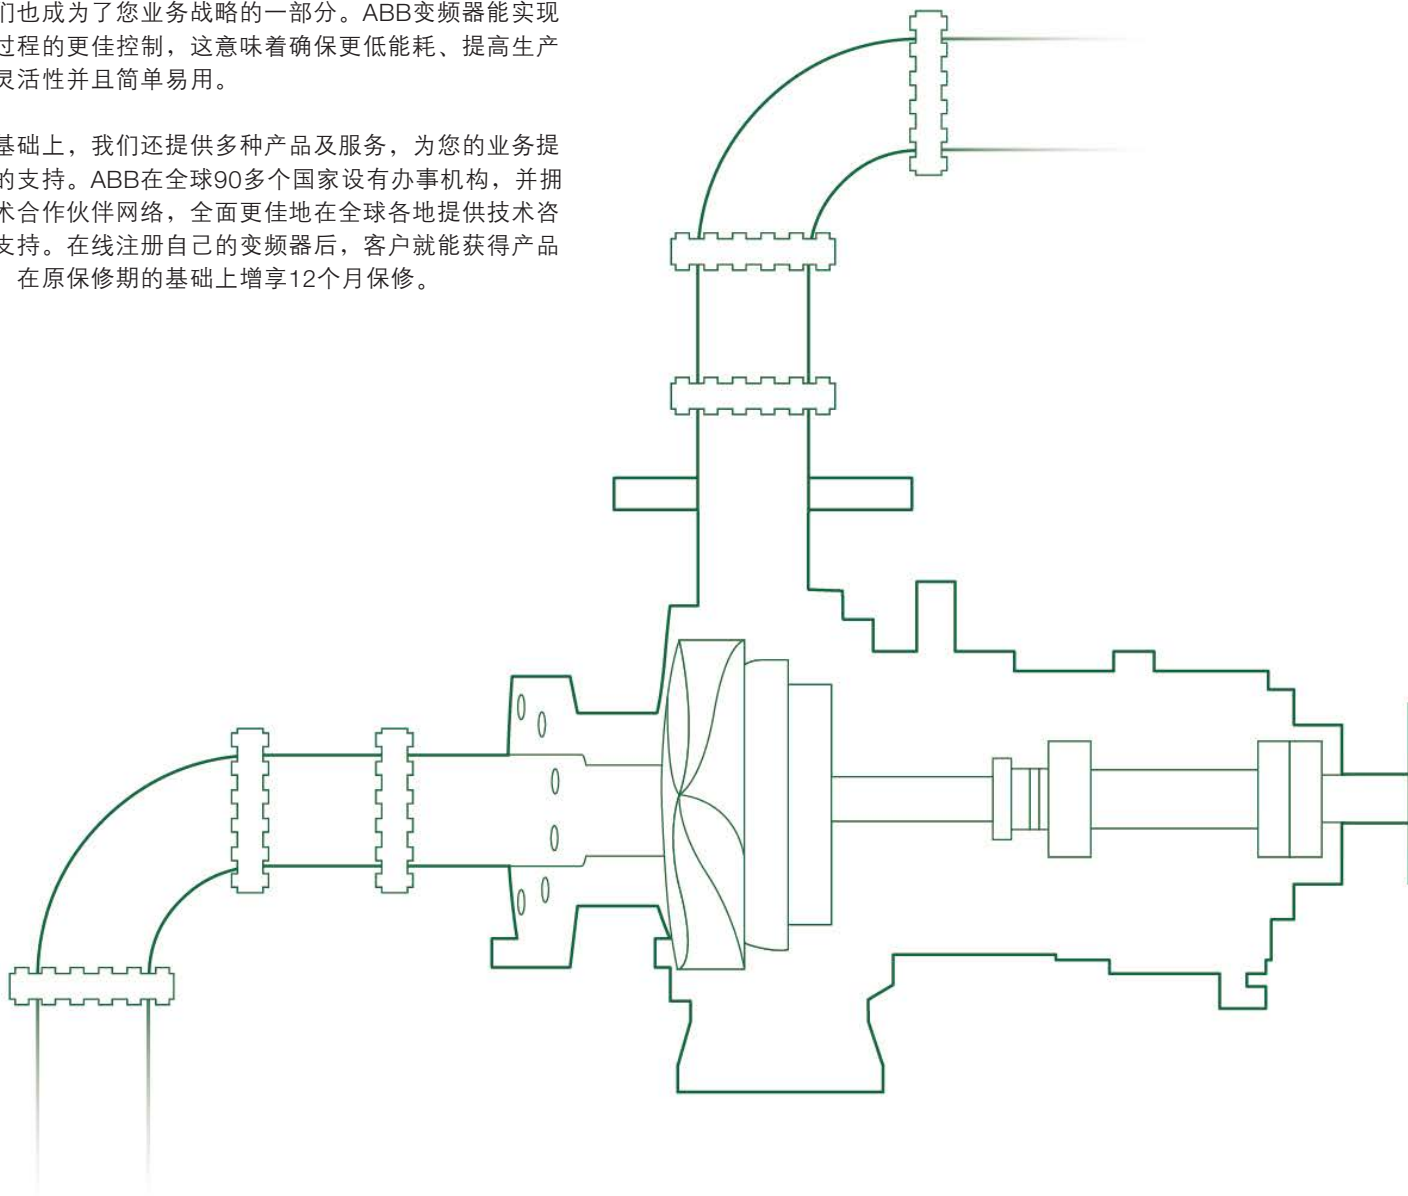 们也成为了您业务战略的一部分。ABB变频器能实现
过程的更佳控制，这意味着确保更低能耗、提高生产
灵活性并且简单易用。
基础上，我们还提供多种产品及服务，为您的业务提
的支持。ABB在全球90多个国家设有办事机构，并拥
术合作伙伴网络，全面更佳地在全球各地提供技术咨
支持。在线注册自己的变频器后，客户就能获得产品
在原保修期的基础上增享12个月保修。